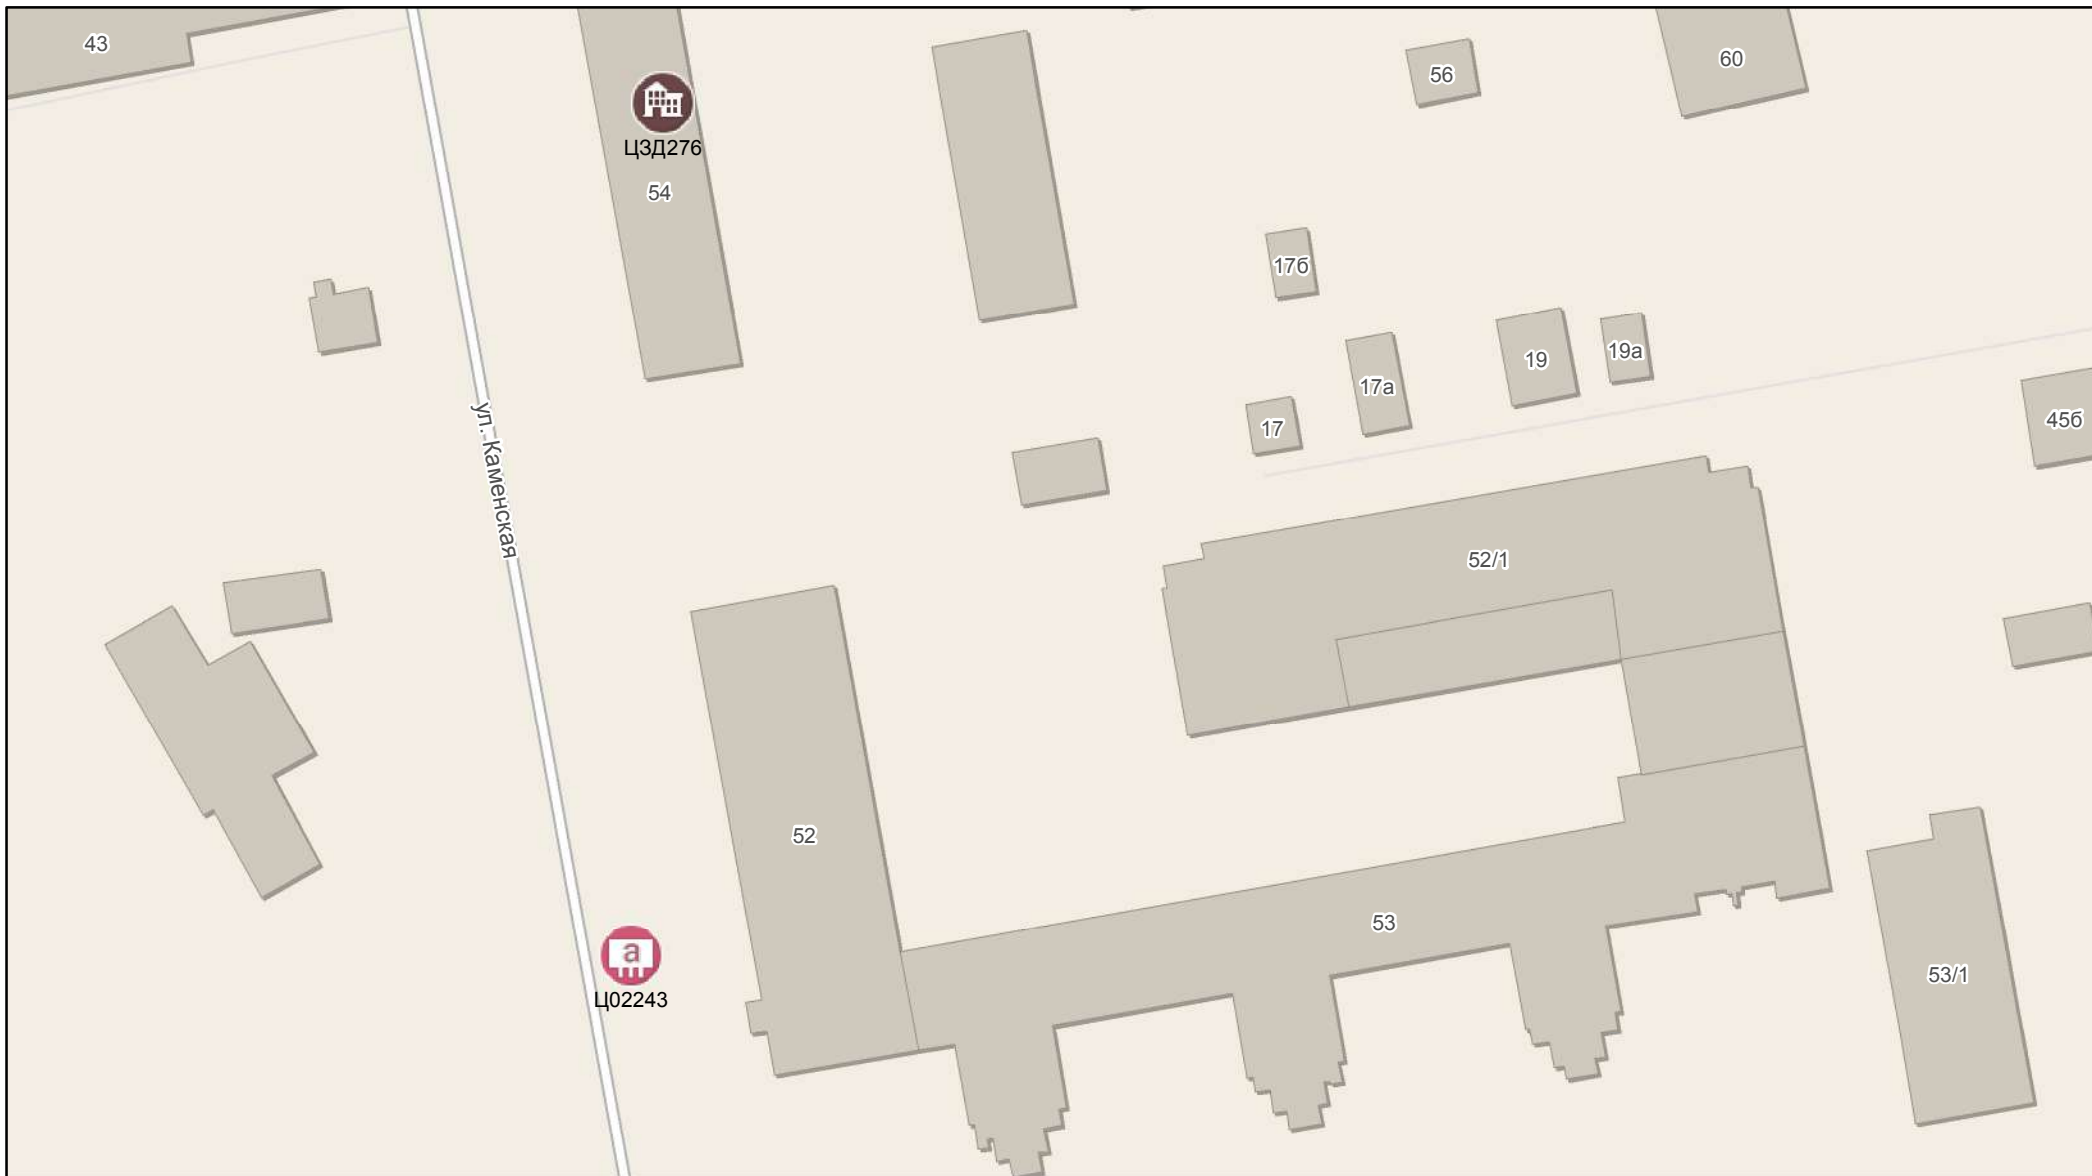 43
60
56
ЦЗД276
54
17б
19а
19
17а
45б
17
ул. Каменская
52/1
52
53
а
53/1
Ц02243